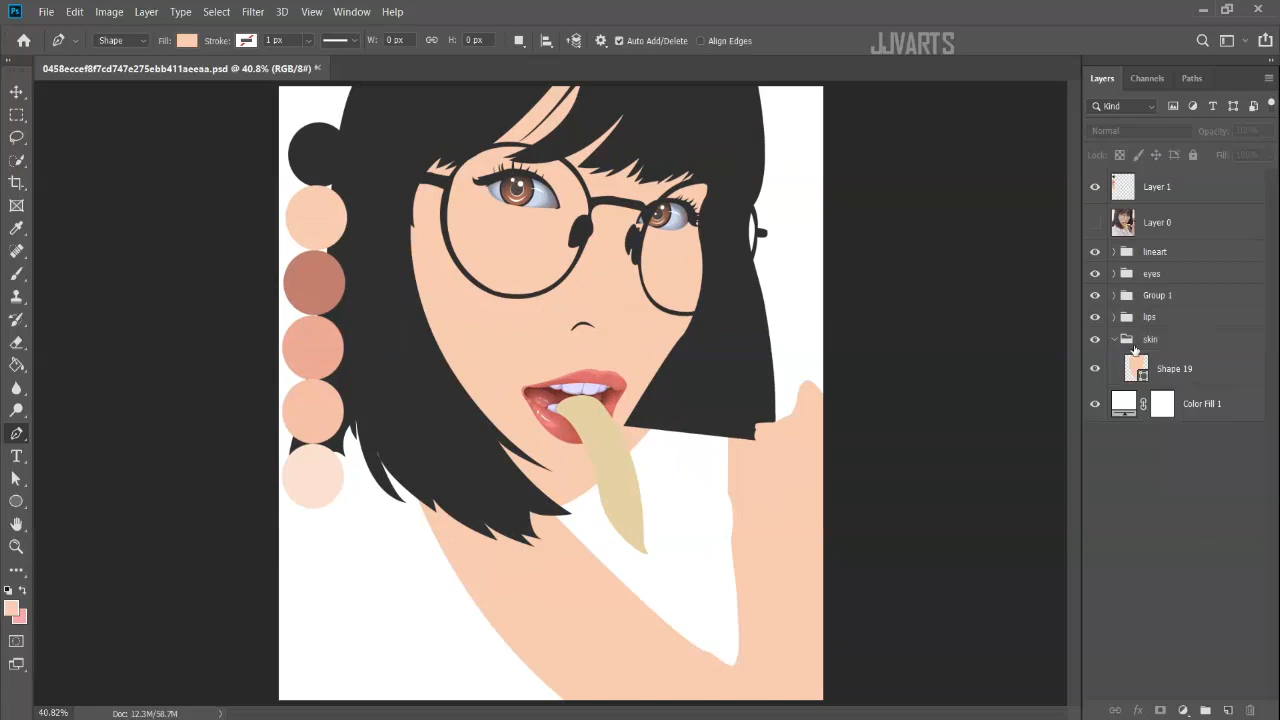 Ps File Edit Image Layer Type Select Filter 3D View Window Help
Shape Fill: Stroke: 1 px W: 0 px H: 0 px Auto Add/Delete Align Edges JJVARTS
0458eccef8f7cd747e275ebb411aeeaa.psd @ 40.8% (RGB/8#) *
Layers Channels Paths
Kind
Normal Opacity: 100%
Lock: Fill: 100%
Layer 1
Layer 0
lineart
eyes
Group 1
lips
skin
Shape 19
Color Fill 1
40.82% Doc: 12.3M/58.7M